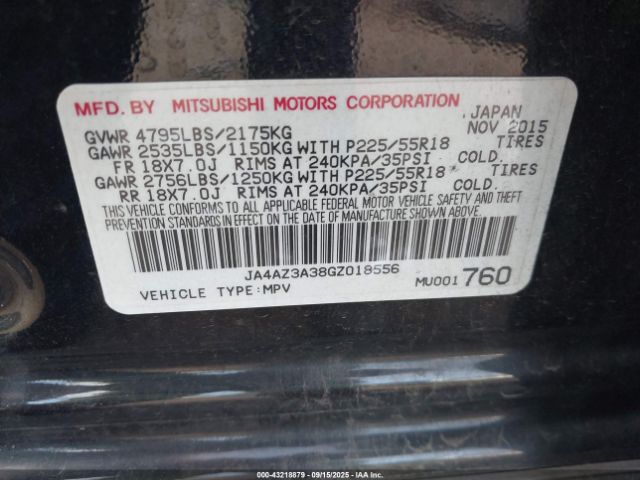 MFD. BY MITSUBISHI MOTORS CORPORATION
JAPAN
GVWR 4795LBS/2175KG NOV 2015
GAWR 2535LBS/1150KG WITH P225/55R18 TIRES
FR 18X7.0J RIMS AT 240KPA/35PSI COLD.
GAWR 2756LBS/1250KG WITH P225/55R18 TIRES
RR 18X7.0J RIMS AT 240KPA/35PSI COLD.
THIS VEHICLE CONFORMS TO ALL APPLICABLE FEDERAL MOTOR VEHICLE SAFETY AND THEFT PREVENTION
STANDARDS IN EFFECT ON THE DATE OF MANUFACTURE SHOWN ABOVE.
JA4AZ3A38GZ018556
VEHICLE TYPE:MPV MU001760
000-43218879 - 09/15/2025 - IAA Inc.